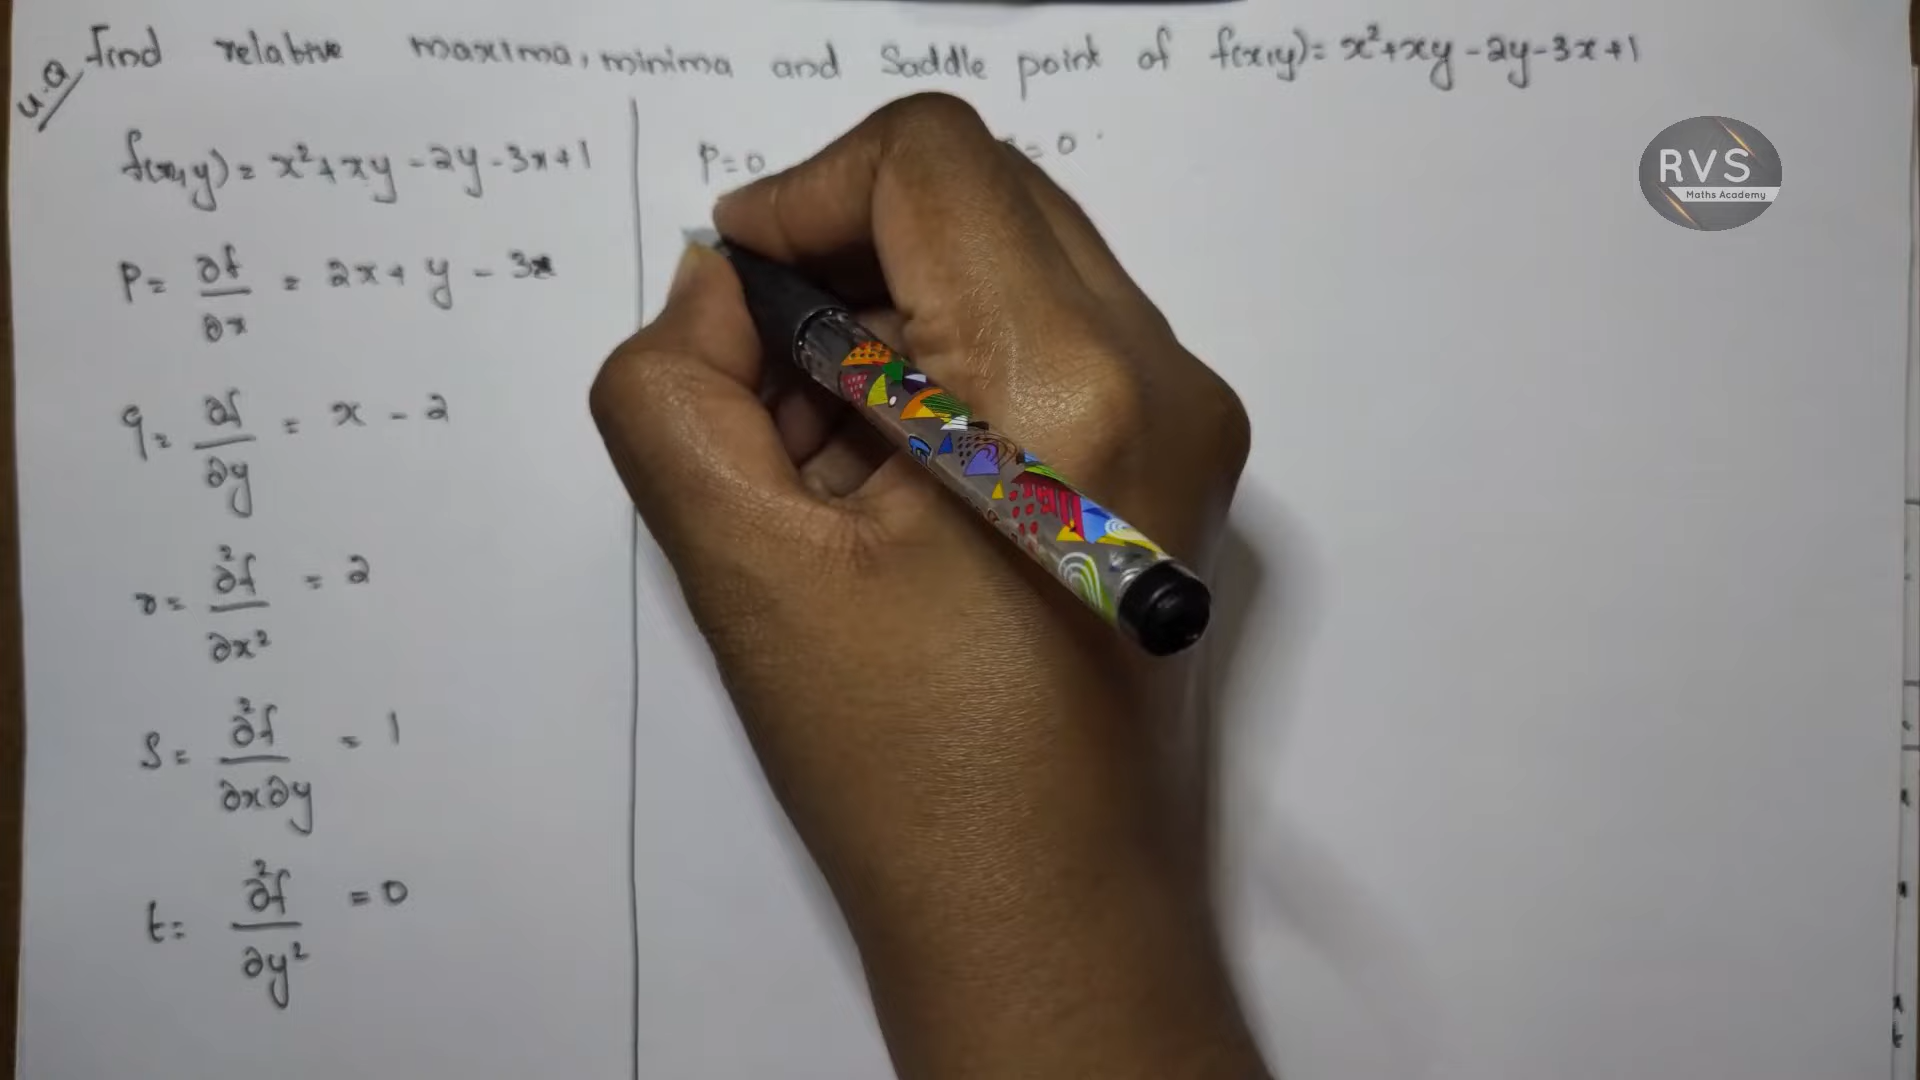 u.Q Find relative maxima, minima and Saddle point of f(x,y) = x²+xy-2y-3x+1
f(x,y) = x²+xy-2y-3x+1
P = ∂f/∂x = 2x+y-3
q = ∂f/∂y = x-2
r = ∂²f/∂x² = 2
S = ∂²f/∂x∂y = 1
t = ∂²f/∂y² = 0
P=0
=0
RVS
Maths Academy